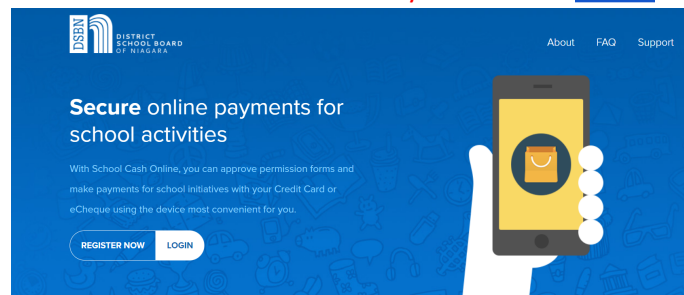 DSBN
DISTRICT
SCHOOL BOARD
OF NIAGARA
About FAQ Support
Secure online payments for
school activities
With School Cash Online, you can approve permission forms and
make payments for school initiatives with your Credit Card or
eCheque using the device most convenient for you.
REGISTER NOW LOGIN